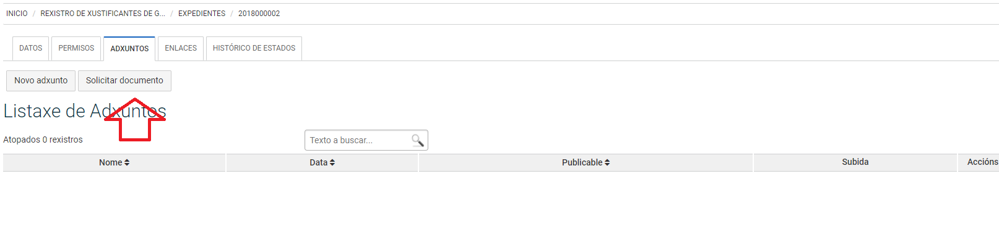 INICIO / REXISTRO DE XUSTIFICANTES DE G... / EXPEDIENTES / 2018000002
DATOS PERMISOS ADXUNTOS ENLACES HISTÓRICO DE ESTADOS
Novo adxunto Solicitar documento
Listaxe de Adxuntos
Atopados 0 rexistros Texto a buscar...
Nome Data Publicable Subida Accións